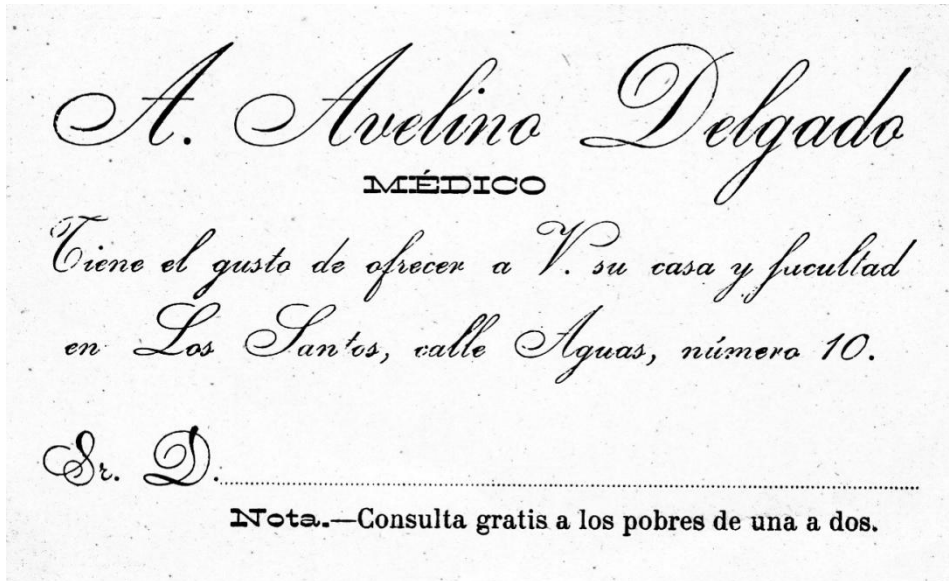 A. Avelino Delgado
MÉDICO
Tiene el gusto de ofrecer a V. su casa y facultad
en Los Santos, calle Aguas, número 10.
Sr. D.
Nota.—Consulta gratis a los pobres de una a dos.